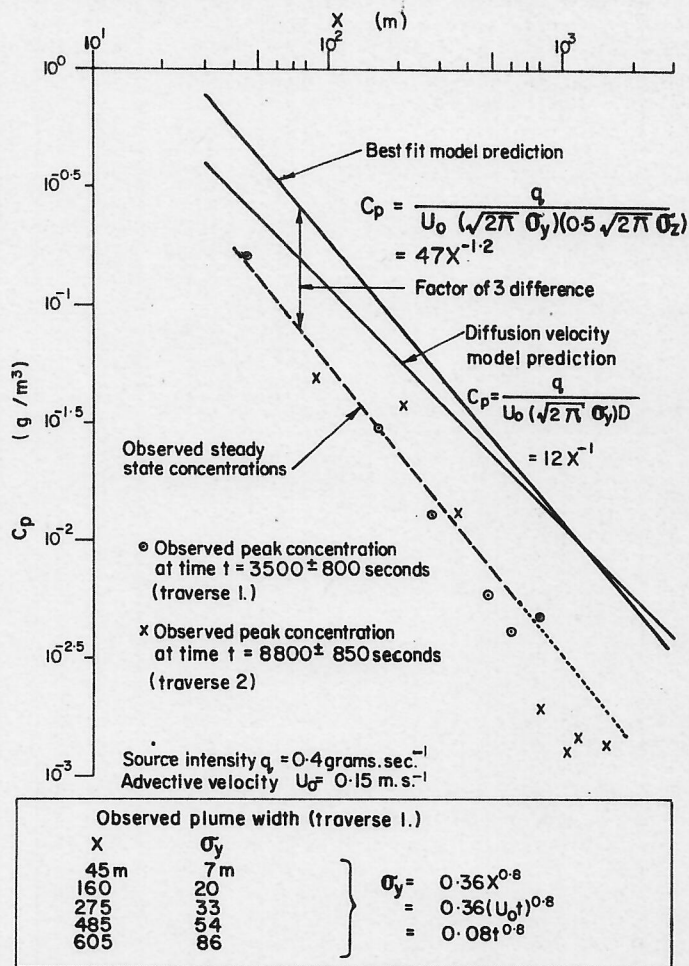 X (m)
10¹ 10² 10³
10⁰
Best fit model prediction
10⁻⁰·⁵
Cp = q / U₀ (√2π σy)(0·5 √2π σz)
= 47X⁻¹·²
10⁻¹
Factor of 3 difference
Diffusion velocity
model prediction
Cp (g/m³)
Cp = q / U₀ (√2π σy)D
10⁻¹·⁵
= 12X⁻¹
Observed steady
state concentrations
10⁻²
⊙ Observed peak concentration
at time t = 3500 ± 800 seconds
(traverse 1.)
x Observed peak concentration
at time t = 8800 ± 850 seconds
10⁻²·⁵
(traverse 2)
Source intensity q = 0·4 grams.sec.⁻¹
10⁻³
Advective velocity U₀= 0·15 m.s.⁻¹
Observed plume width (traverse 1.)
X σy
45m 7m
160 20
275 33
485 54
605 86
σy = 0·36X⁰·⁸
= 0·36(U₀t)⁰·⁸
= 0·08t⁰·⁸